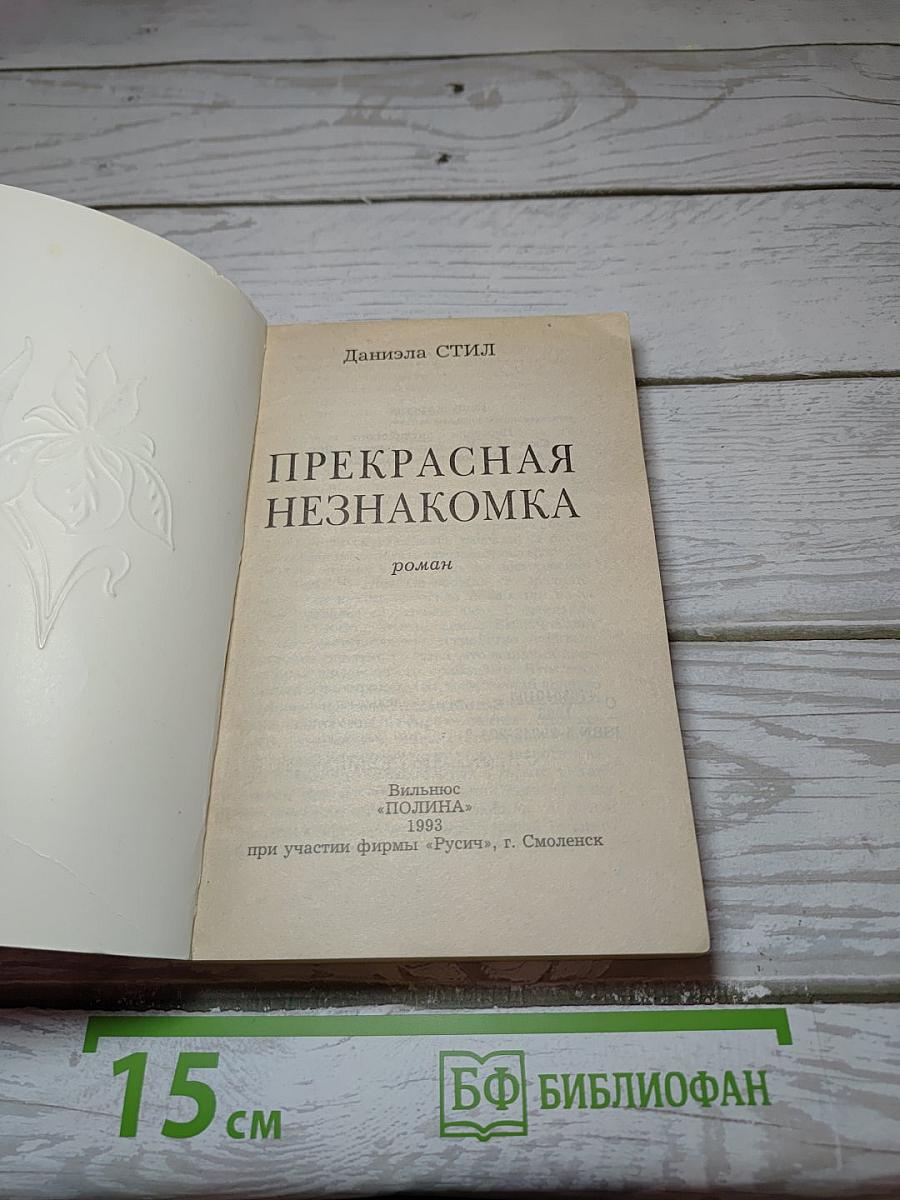 Даниэла СТИЛ
ПРЕКРАСНАЯ
НЕЗНАКОМКА
роман
Вильнюс
«ПОЛИНА»
1993
при участии фирмы «Русич», г. Смоленск
15 см
БФ БИБЛИОФАН